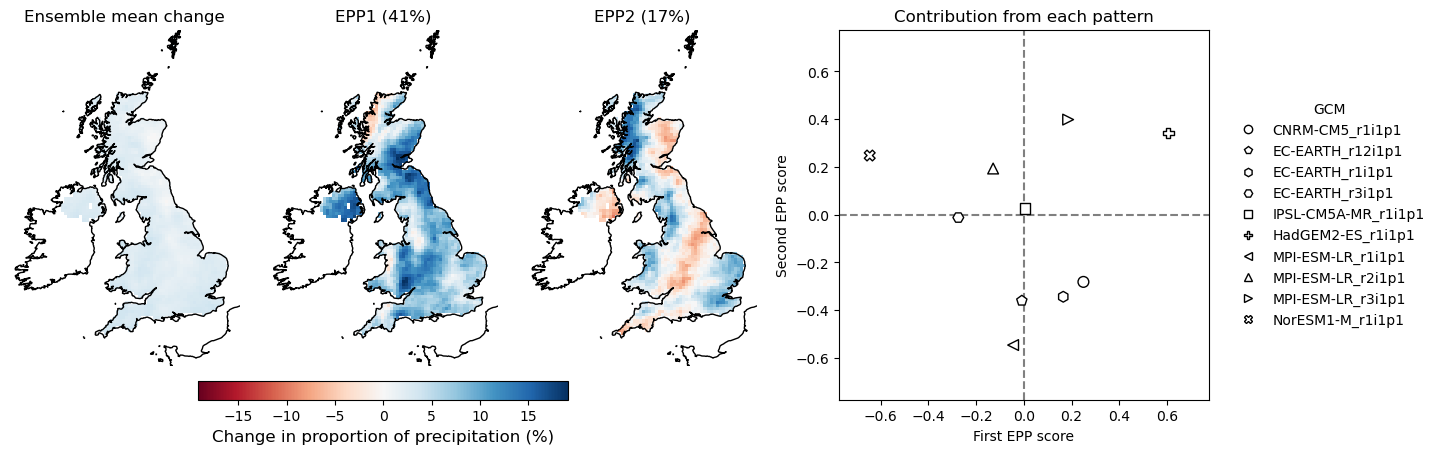 Ensemble mean change
EPP1 (41%)
EPP2 (17%)
−15 −10 −5 0 5 10 15
Change in proportion of precipitation (%)
Contribution from each pattern
Second EPP score
0.6
0.4
0.2
0.0
−0.2
−0.4
−0.6
−0.6 −0.4 −0.2 0.0 0.2 0.4 0.6
First EPP score
GCM
CNRM-CM5_r1i1p1
EC-EARTH_r12i1p1
EC-EARTH_r1i1p1
EC-EARTH_r3i1p1
IPSL-CM5A-MR_r1i1p1
HadGEM2-ES_r1i1p1
MPI-ESM-LR_r1i1p1
MPI-ESM-LR_r2i1p1
MPI-ESM-LR_r3i1p1
NorESM1-M_r1i1p1